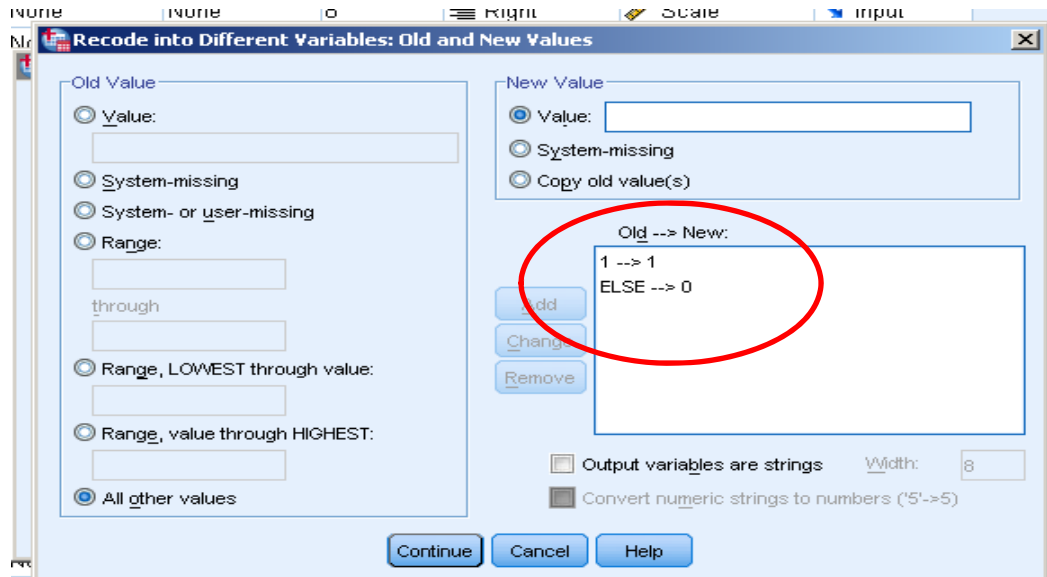 None None 8 Right Scale Input
Recode into Different Variables: Old and New Values
Old Value
Value:
System-missing
System- or user-missing
Range:
through
Range, LOWEST through value:
Range, value through HIGHEST:
All other values
New Value
Value:
System-missing
Copy old value(s)
Old --> New:
1 --> 1
ELSE --> 0
Add
Change
Remove
Output variables are strings Width: 8
Convert numeric strings to numbers ('5'->5)
Continue Cancel Help